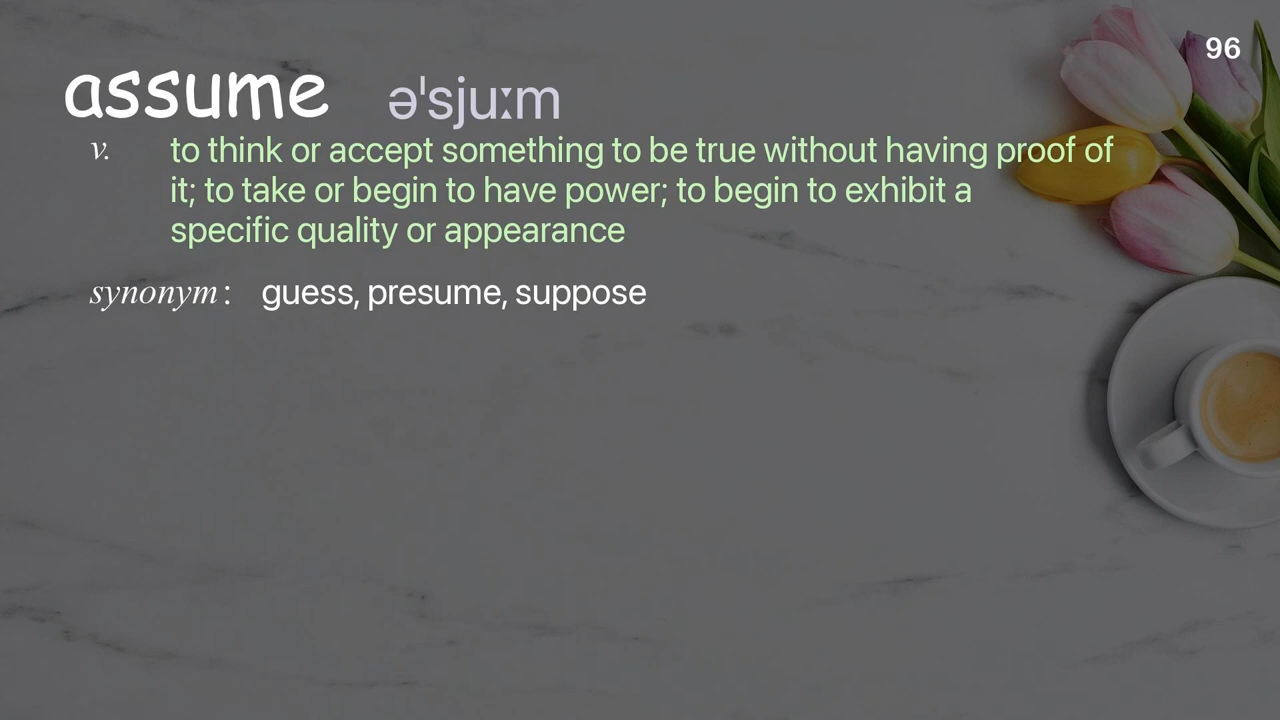 96
assume əˈsjuːm
v. to think or accept something to be true without having proof of
it; to take or begin to have power; to begin to exhibit a
specific quality or appearance
synonym: guess, presume, suppose